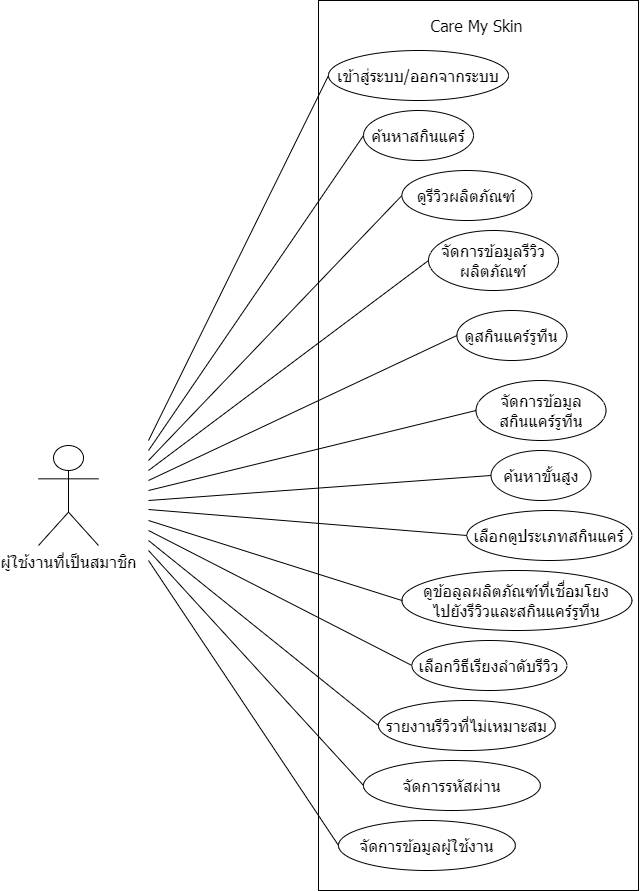 Care My Skin
เข้าสู่ระบบ/ออกจากระบบ
ค้นหาสกินแคร์
ดูรีวิวผลิตภัณฑ์
จัดการข้อมูลรีวิว
ผลิตภัณฑ์
ดูสกินแคร์รูทีน
จัดการข้อมูล
สกินแคร์รูทีน
ค้นหาขั้นสูง
เลือกดูประเภทสกินแคร์
ผู้ใช้งานที่เป็นสมาชิก
ดูข้อลูลผลิตภัณฑ์ที่เชื่อมโยง
ไปยังรีวิวและสกินแคร์รูทีน
เลือกวิธีเรียงลำดับรีวิว
รายงานรีวิวที่ไม่เหมาะสม
จัดการรหัสผ่าน
จัดการข้อมูลผู้ใช้งาน